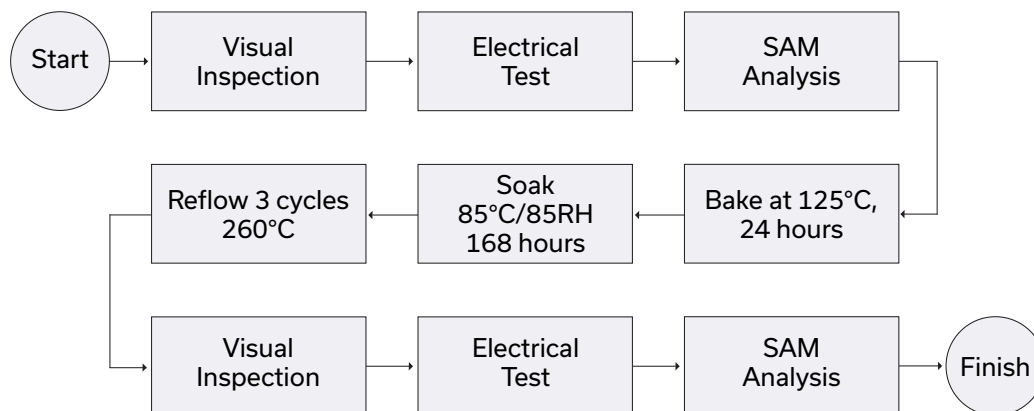 Start
Visual
Inspection
Electrical
Test
SAM
Analysis
Reflow 3 cycles
260°C
Soak
85°C/85RH
168 hours
Bake at 125°C,
24 hours
Visual
Inspection
Electrical
Test
SAM
Analysis
Finish